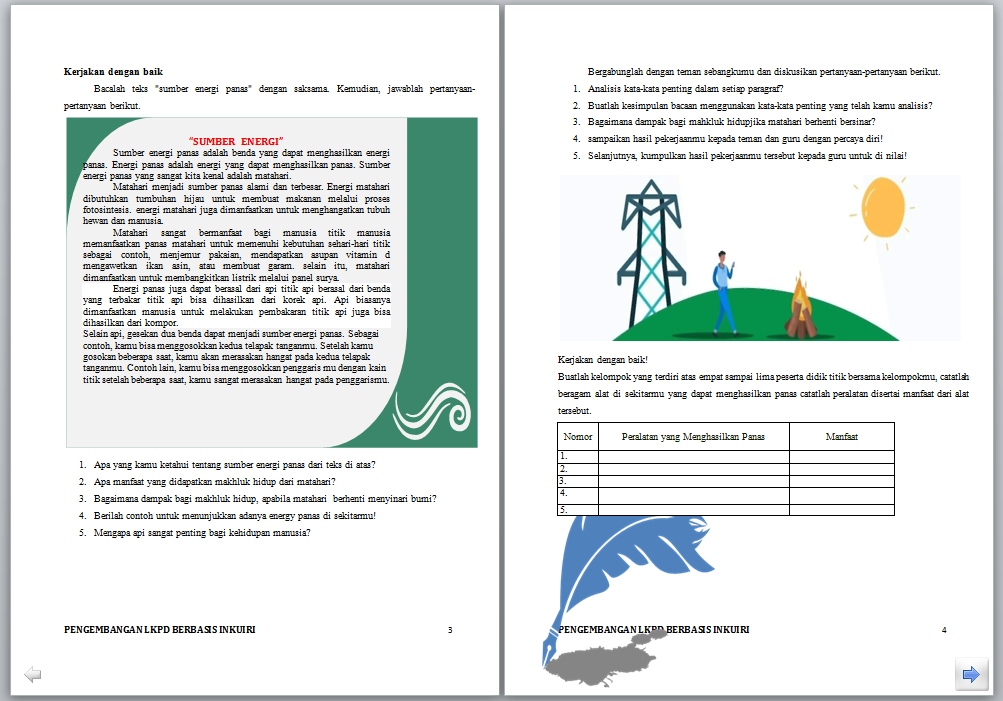 Kerjakan dengan baik
Bacalah teks "sumber energi panas" dengan saksama. Kemudian, jawablah pertanyaan-
pertanyaan berikut.
"SUMBER ENERGI"
Sumber energi panas adalah benda yang dapat menghasilkan energi
panas. Energi panas adalah energi yang dapat menghasilkan panas. Sumber
energi panas yang sangat kita kenal adalah matahari.
Matahari menjadi sumber panas alami dan terbesar. Energi matahari
dibutuhkan tumbuhan hijau untuk membuat makanan melalui proses
fotosintesis. energi matahari juga dimanfaatkan untuk menghangatkan tubuh
hewan dan manusia.
Matahari sangat bermanfaat bagi manusia titik manusia
memanfaatkan panas matahari untuk memenuhi kebutuhan sehari-hari titik
sebagai contoh, menjemur pakaian, mendapatkan asupan vitamin d
mengawetkan ikan asin, atau membuat garam. selain itu, matahari
dimanfaatkan untuk membangkitkan listrik melalui panel surya.
Energi panas juga dapat berasal dari api titik api berasal dari benda
yang terbakar titik api bisa dihasilkan dari korek api. Api biasanya
dimanfaatkan manusia untuk melakukan pembakaran titik api juga bisa
dihasilkan dari kompor.
Selain api, gesekan dua benda dapat menjadi sumber energi panas. Sebagai
contoh, kamu bisa menggosokkan kedua telapak tanganmu. Setelah kamu
gosokan beberapa saat, kamu akan merasakan hangat pada kedua telapak
tanganmu. Contoh lain, kamu bisa menggosokkan penggaris mu dengan kain
titik setelah beberapa saat, kamu sangat merasakan hangat pada penggarismu.
1. Apa yang kamu ketahui tentang sumber energi panas dari teks di atas?
2. Apa manfaat yang didapatkan makhluk hidup dari matahari?
3. Bagaimana dampak bagi makhluk hidup, apabila matahari berhenti menyinari bumi?
4. Berilah contoh untuk menunjukkan adanya energy panas di sekitarmu!
5. Mengapa api sangat penting bagi kehidupan manusia?
PENGEMBANGAN LKPD BERBASIS INKUIRI 3
Bergabunglah dengan teman sebangkumu dan diskusikan pertanyaan-pertanyaan berikut.
1. Analisis kata-kata penting dalam setiap paragraf?
2. Buatlah kesimpulan bacaan menggunakan kata-kata penting yang telah kamu analisis?
3. Bagaimana dampak bagi mahkluk hidupjika matahari berhenti bersinar?
4. sampaikan hasil pekerjaanmu kepada teman dan guru dengan percaya diri!
5. Selanjutnya, kumpulkan hasil pekerjaanmu tersebut kepada guru untuk di nilai!
Kerjakan dengan baik!
Buatlah kelompok yang terdiri atas empat sampai lima peserta didik titik bersama kelompokmu, catatlah
beragam alat di sekitarmu yang dapat menghasilkan panas catatlah peralatan disertai manfaat dari alat
tersebut.
Nomor Peralatan yang Menghasilkan Panas Manfaat
1.
2.
3.
4.
5.
PENGEMBANGAN LKPD BERBASIS INKUIRI 4